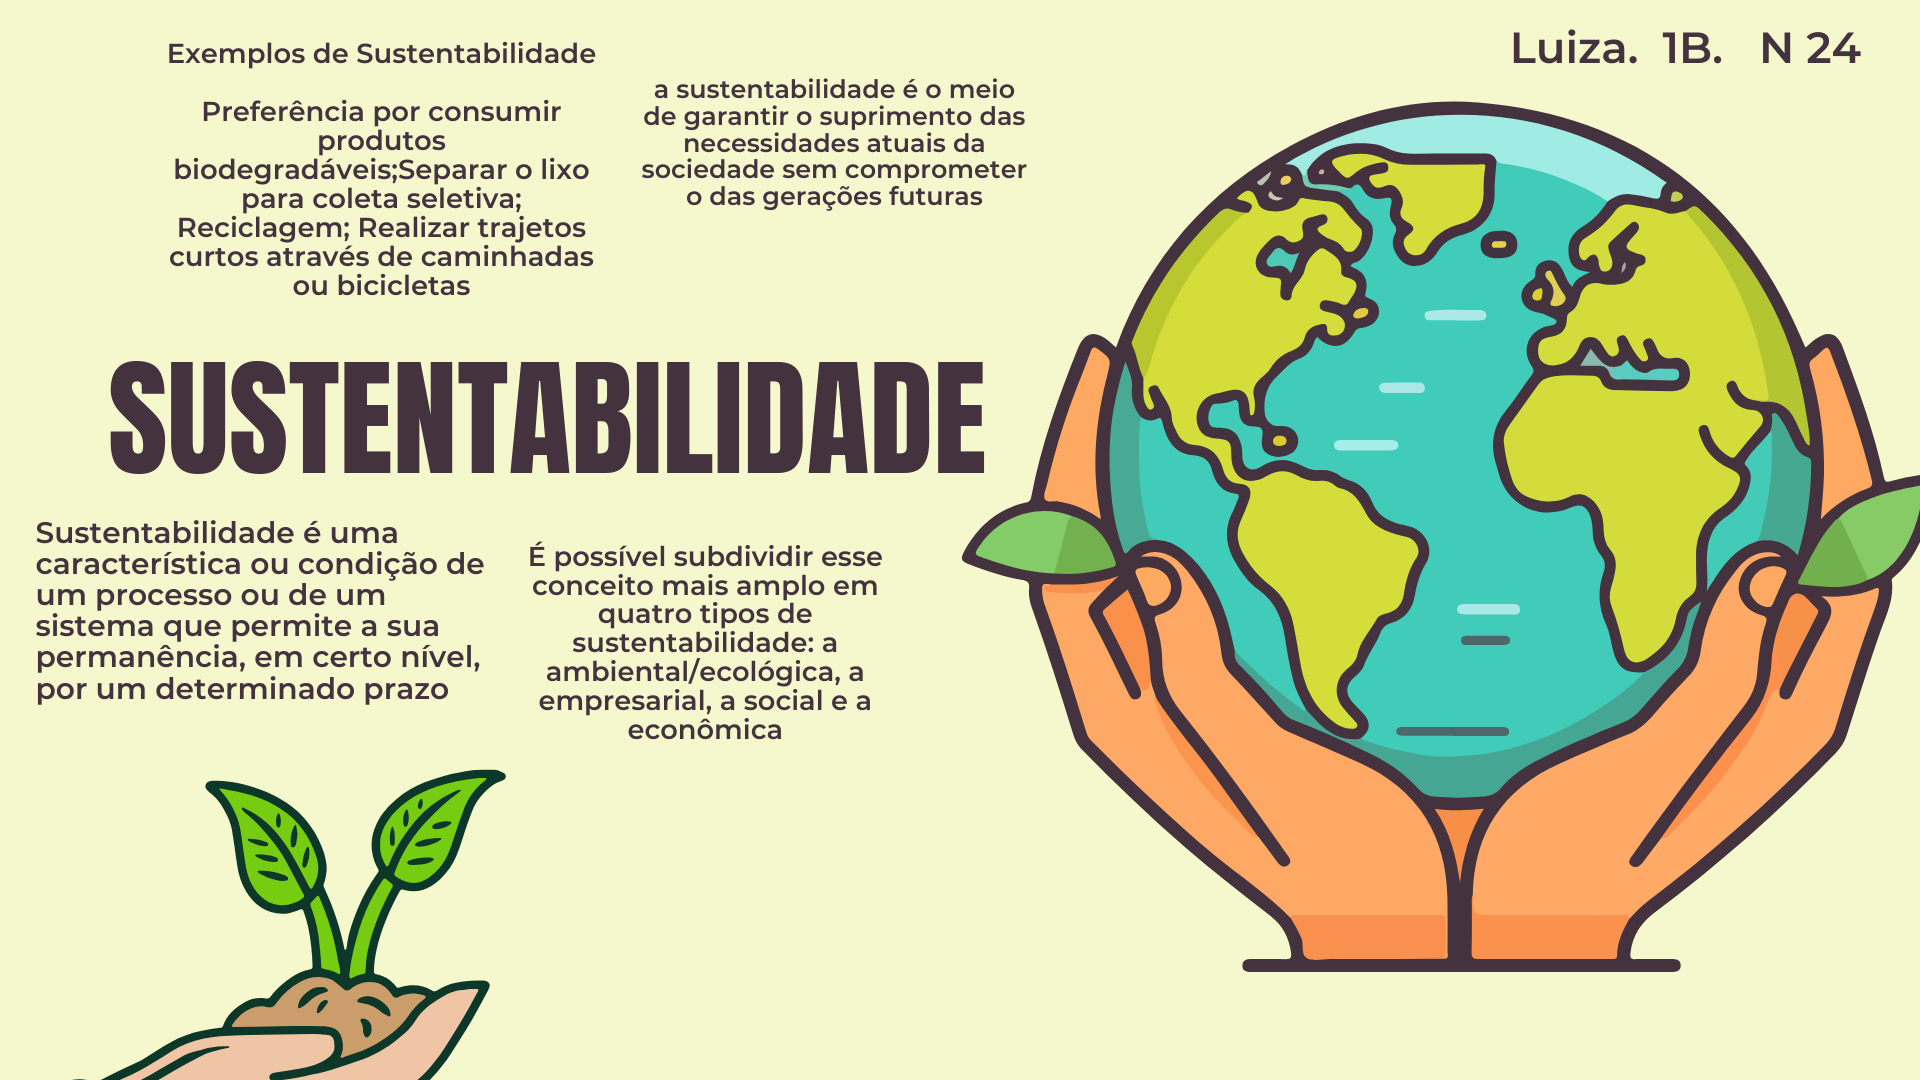 Exemplos de Sustentabilidade
Preferência por consumir
produtos
biodegradáveis;Separar o lixo
para coleta seletiva;
Reciclagem; Realizar trajetos
curtos através de caminhadas
ou bicicletas
a sustentabilidade é o meio
de garantir o suprimento das
necessidades atuais da
sociedade sem comprometer
o das gerações futuras
Luiza.  1B.   N 24
SUSTENTABILIDADE
Sustentabilidade é uma
característica ou condição de
um processo ou de um
sistema que permite a sua
permanência, em certo nível,
por um determinado prazo
É possível subdividir esse
conceito mais amplo em
quatro tipos de
sustentabilidade: a
ambiental/ecológica, a
empresarial, a social e a
econômica